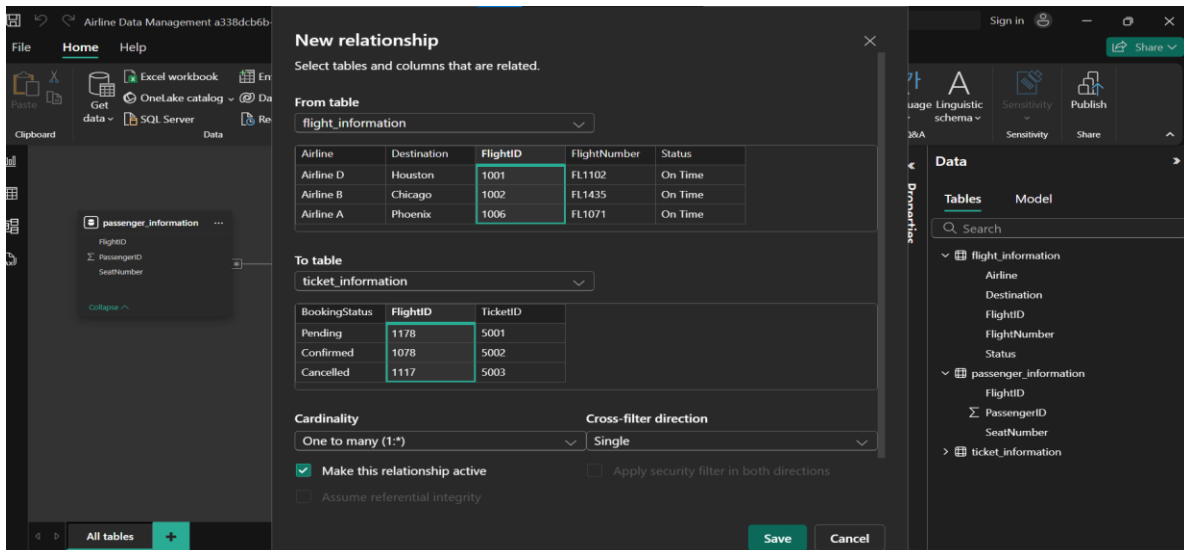 Airline Data Management a338dcb6b-
Sign in
File Home Help
Share
Paste
Clipboard
Get data
Excel workbook
OneLake catalog
SQL Server
En
Da
Re
Data
uage
Linguistic schema
Q&A
Sensitivity
Sensitivity
Publish
Share
New relationship
Select tables and columns that are related.
From table
flight_information
Airline Destination FlightID FlightNumber Status
Airline D Houston 1001 FL1102 On Time
Airline B Chicago 1002 FL1435 On Time
Airline A Phoenix 1006 FL1071 On Time
To table
ticket_information
BookingStatus FlightID TicketID
Pending 1178 5001
Confirmed 1078 5002
Cancelled 1117 5003
Cardinality Cross-filter direction
One to many (1:*) Single
Make this relationship active Apply security filter in both directions
Assume referential integrity
Save Cancel
passenger_information
FlightID
PassengerID
SeatNumber
Collapse
Properties
Data
Tables Model
Search
flight_information
Airline
Destination
FlightID
FlightNumber
Status
passenger_information
FlightID
PassengerID
SeatNumber
ticket_information
All tables